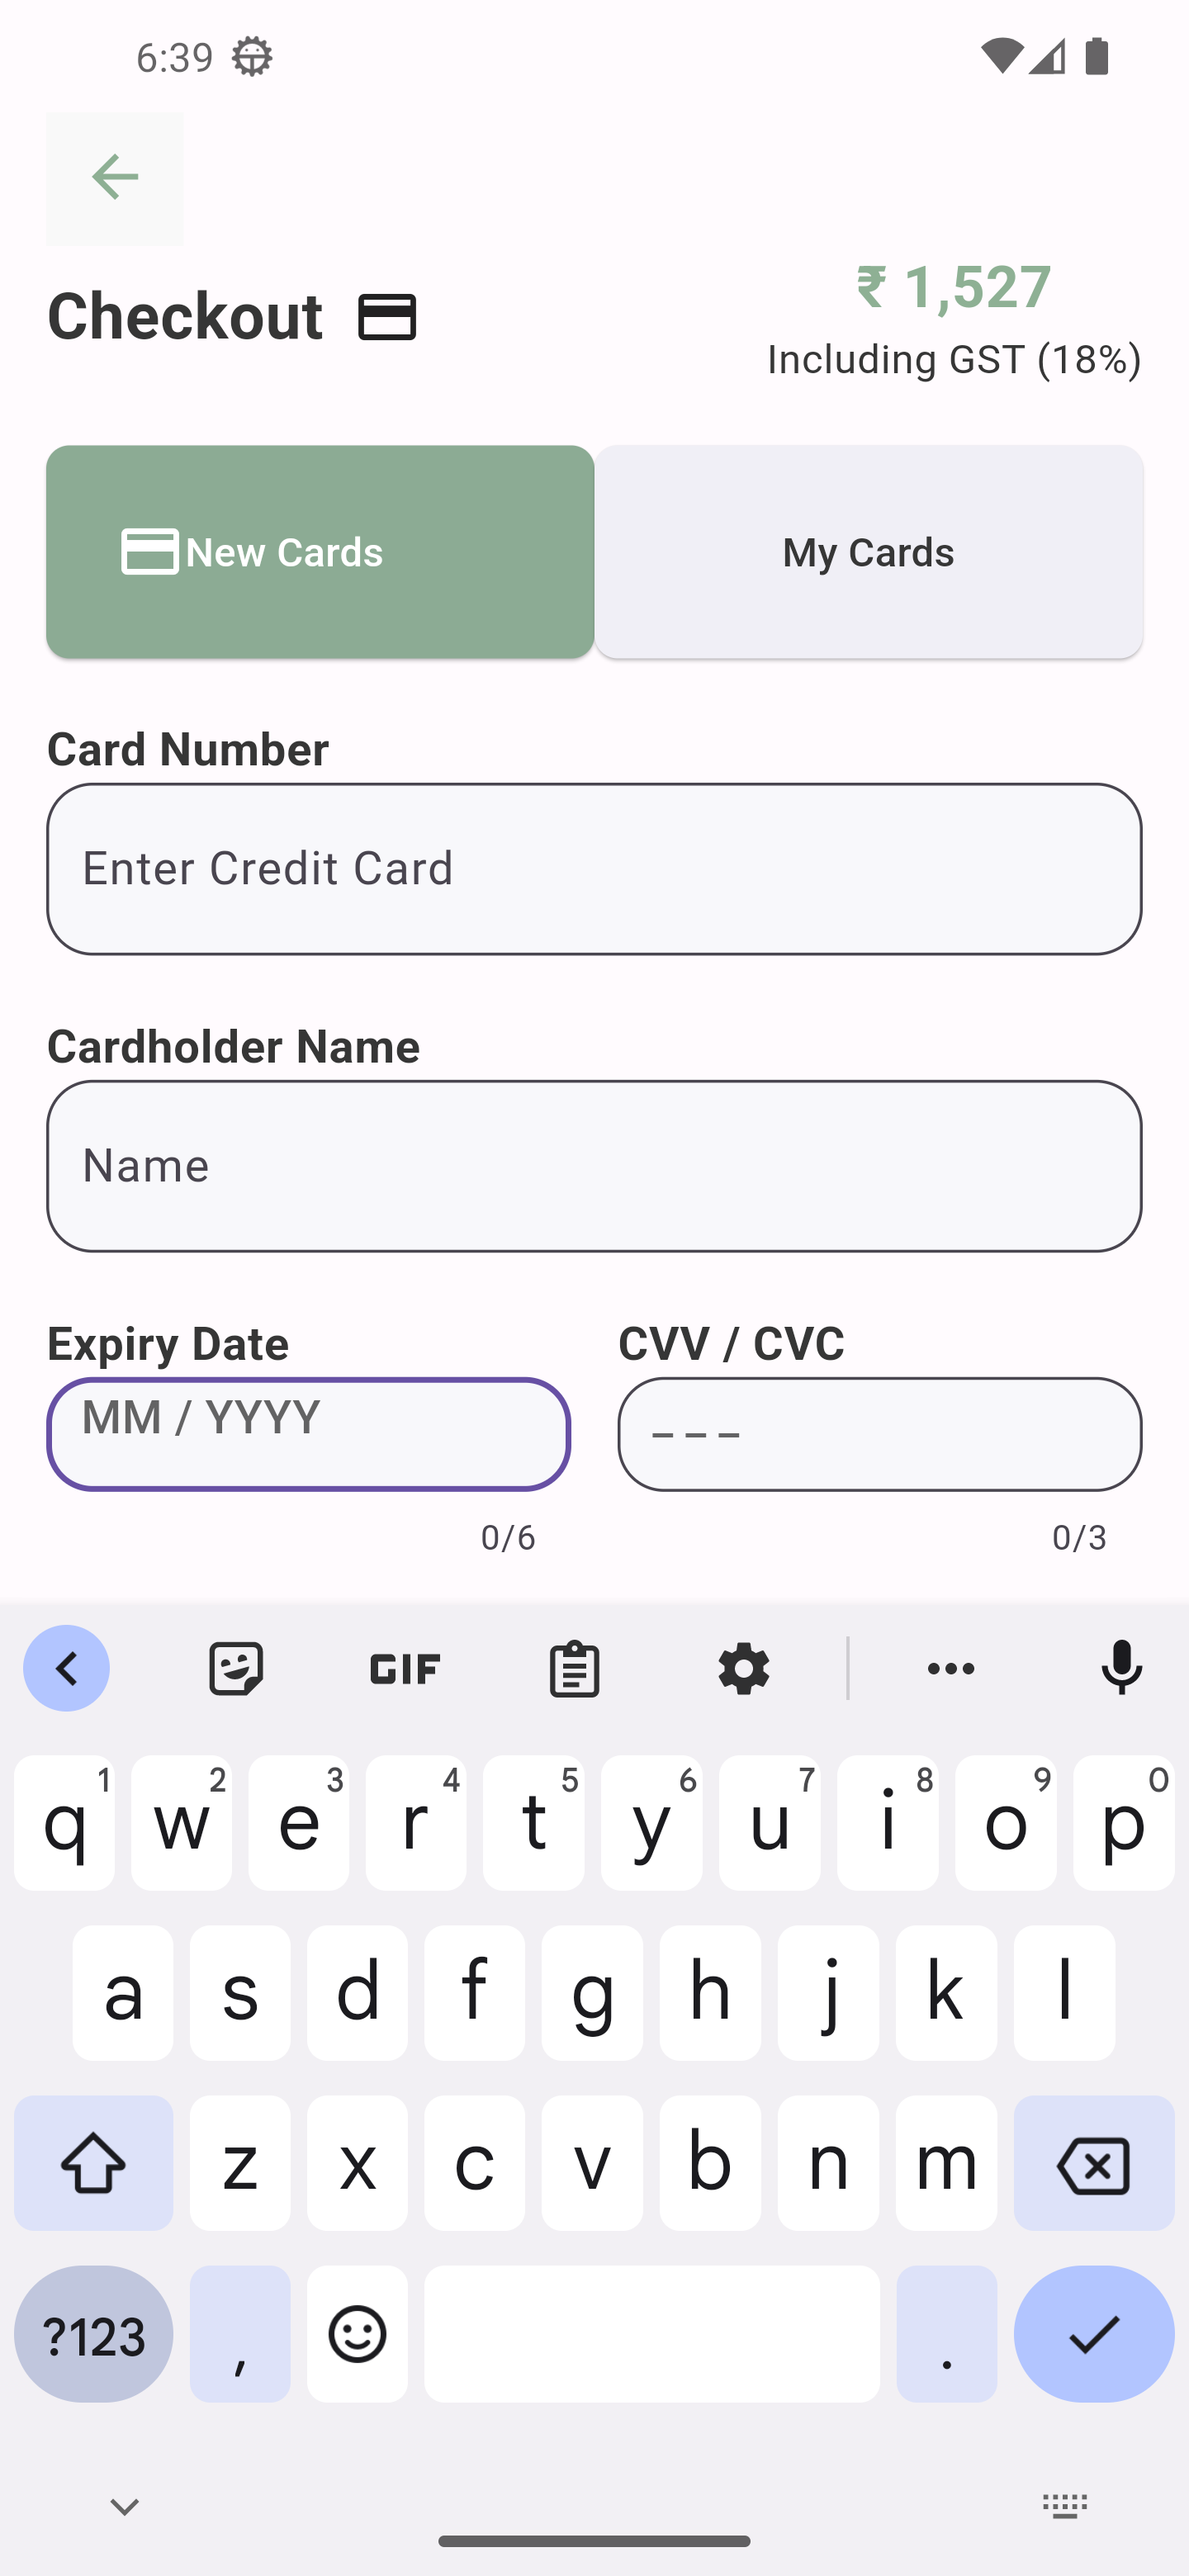 6:39
Checkout
₹ 1,527
Including GST (18%)
New Cards
My Cards
Card Number
Enter Credit Card
Cardholder Name
Name
Expiry Date
CVV / CVC
MM / YYYY
_ _ _
0/6
0/3
GIF
q 1 w 2 e 3 r 4 t 5 y 6 u 7 i 8 o 9 p 0
a s d f g h j k l
z x c v b n m
?123 , .